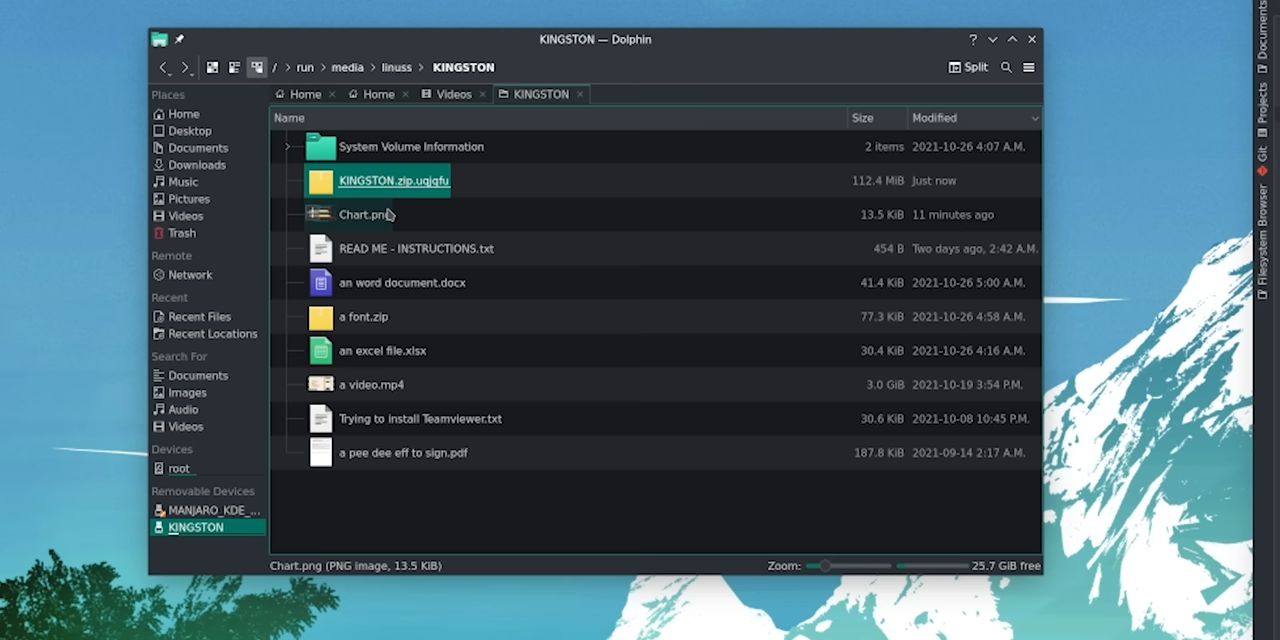 KINGSTON — Dolphin
/ > run > media > linuss > KINGSTON
Split
Places
Home
Desktop
Documents
Downloads
Music
Pictures
Videos
Trash
Remote
Network
Recent
Recent Files
Recent Locations
Search For
Documents
Images
Audio
Videos
Devices
root
Removable Devices
MANJARO_KDE_...
KINGSTON
Home Home Videos KINGSTON
Name Size Modified
System Volume Information 2 items 2021-10-26 4:07 A.M.
KINGSTON.zip.uqjqfu 112.4 MiB Just now
Chart.png 13.5 KiB 11 minutes ago
READ ME - INSTRUCTIONS.txt 454 B Two days ago, 2:42 A.M.
an word document.docx 41.4 KiB 2021-10-26 5:00 A.M.
a font.zip 77.3 KiB 2021-10-26 4:58 A.M.
an excel file.xlsx 30.4 KiB 2021-10-26 4:16 A.M.
a video.mp4 3.0 GiB 2021-10-19 3:54 P.M.
Trying to install Teamviewer.txt 30.6 KiB 2021-10-08 10:45 P.M.
a pee dee eff to sign.pdf 187.8 KiB 2021-09-14 2:17 A.M.
Chart.png (PNG image, 13.5 KiB)
Zoom:
25.7 GiB free
Documents
Projects
Git
Filesystem Browser